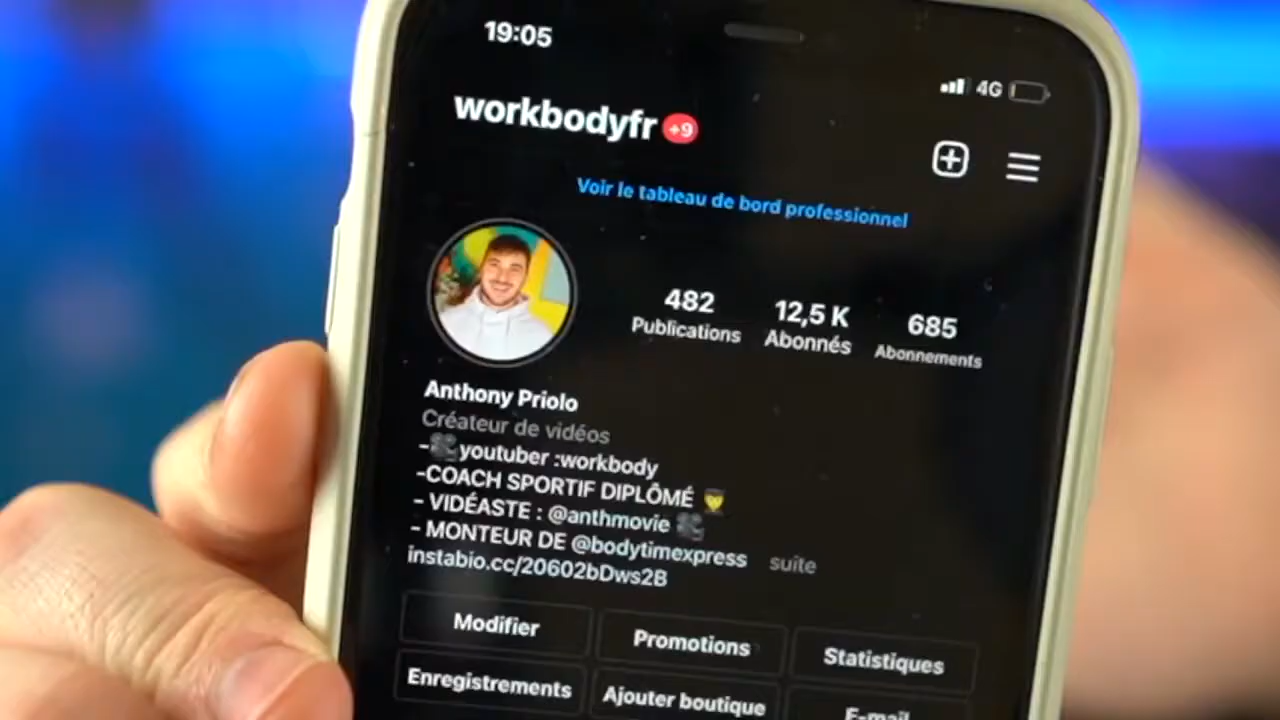 19:05
4G
workbodyfr +9
Voir le tableau de bord professionnel
482 12,5 K 685
Publications Abonnés Abonnements
Anthony Priolo
Créateur de vidéos
-🎥youtuber :workbody
-COACH SPORTIF DIPLÔMÉ 👨‍🎓
- VIDÉASTE : @anthmovie 🎥
- MONTEUR DE @bodytimexpress suite
instabio.cc/20602bDws2B
Modifier Promotions Statistiques
Enregistrements Ajouter boutique E-mail